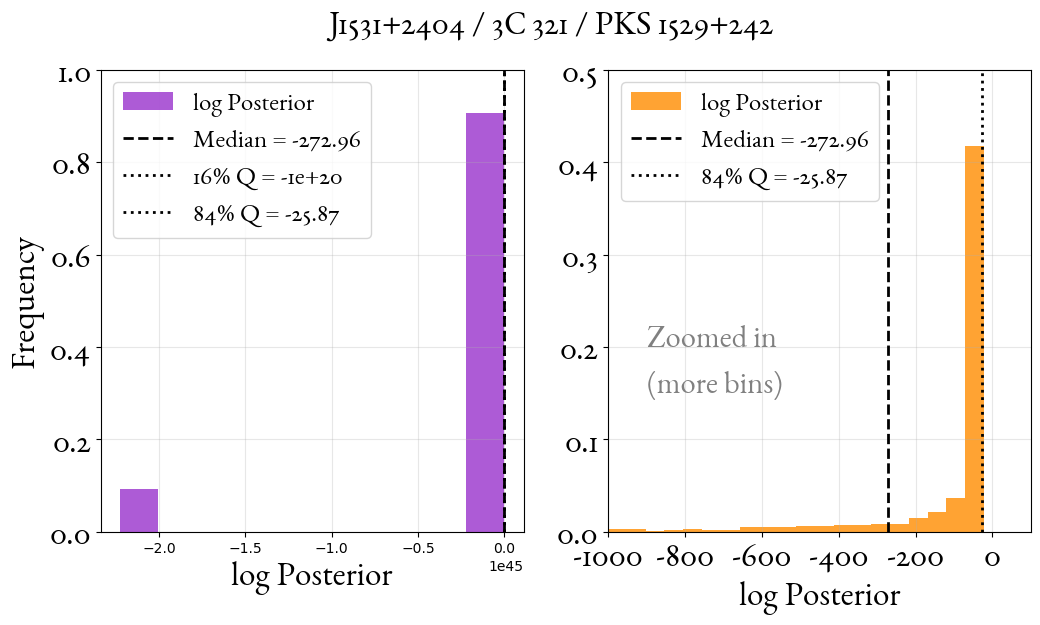 J1531+2404 / 3C 321 / PKS 1529+242
1.0
0.8
0.6
0.4
0.2
0.0
Frequency
log Posterior
Median = -272.96
16% Q = -1e+20
84% Q = -25.87
−2.0
−1.5
−1.0
−0.5
0.0
1e45
log Posterior
0.5
0.4
0.3
0.2
0.1
0.0
log Posterior
Median = -272.96
84% Q = -25.87
Zoomed in
(more bins)
-1000
-800
-600
-400
-200
0
log Posterior